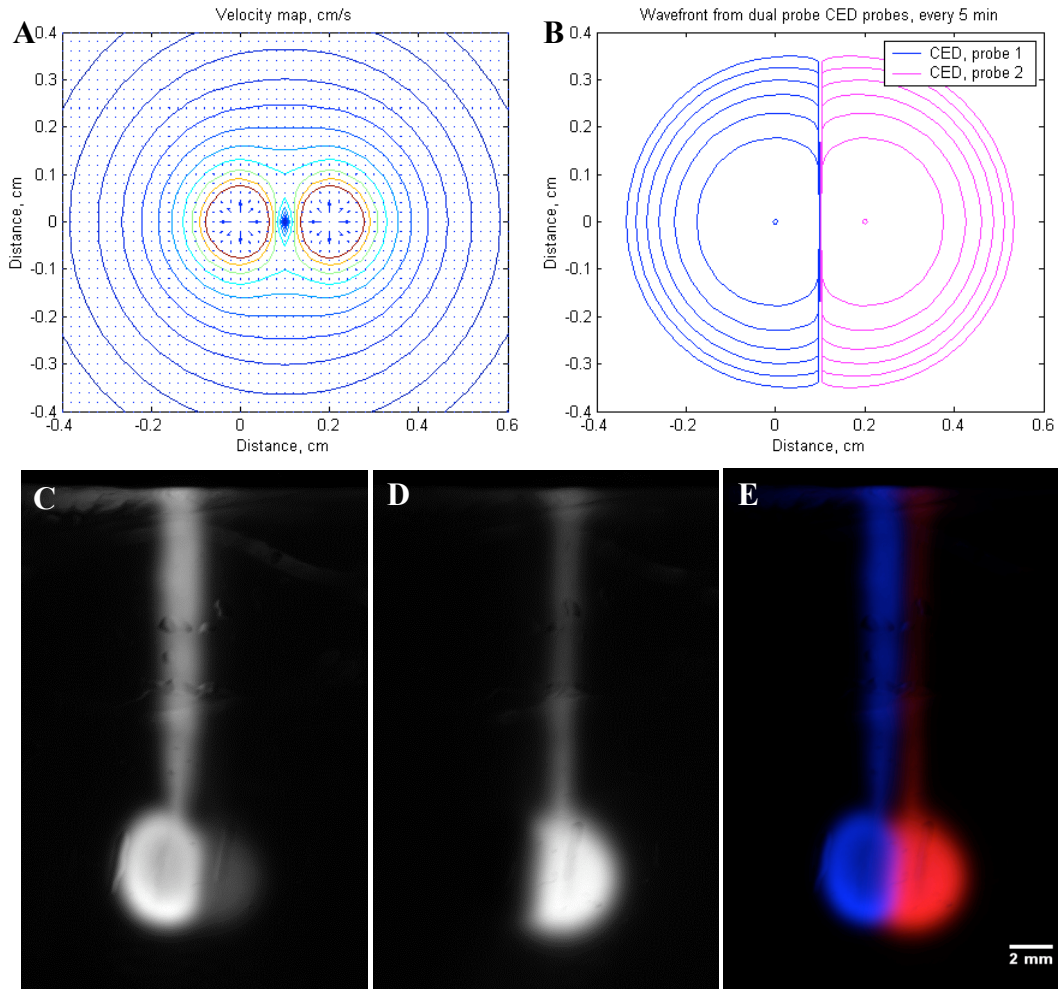 A
Velocity map, cm/s
0.4
0.3
0.2
0.1
0
-0.1
-0.2
-0.3
-0.4
Distance, cm
-0.4
-0.2
0
0.2
0.4
0.6
Distance, cm
B
Wavefront from dual probe CED probes, every 5 min
CED, probe 1
CED, probe 2
0.4
0.3
0.2
0.1
0
-0.1
-0.2
-0.3
-0.4
Distance, cm
-0.4
-0.2
0
0.2
0.4
0.6
Distance, cm
C
D
E
2 mm